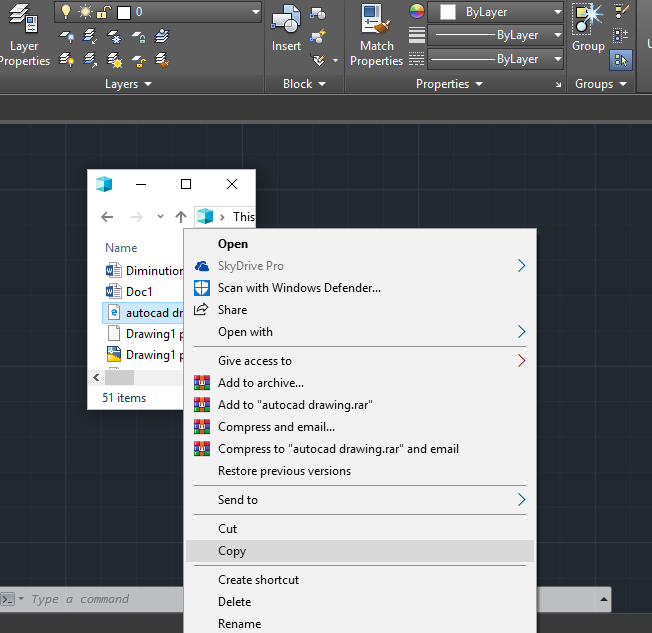 0
Layer
Properties
Layers
Insert
Block
Match
Properties
ByLayer
ByLayer
ByLayer
Properties
Group
Groups
This
Name
Diminution
Doc1
autocad dr
Drawing1 p
Drawing1 p
51 items
Open
SkyDrive Pro
Scan with Windows Defender...
Share
Open with
Give access to
Add to archive...
Add to "autocad drawing.rar"
Compress and email...
Compress to "autocad drawing.rar" and email
Restore previous versions
Send to
Cut
Copy
Create shortcut
Delete
Rename
Type a command